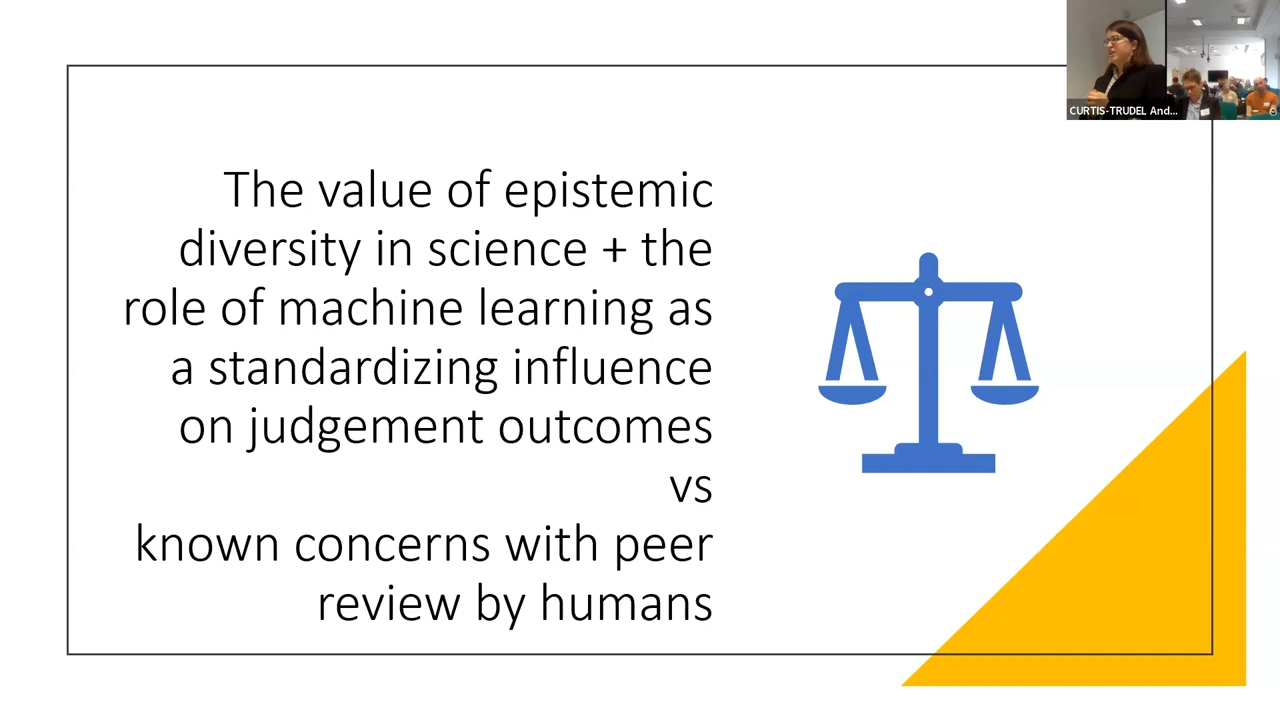 CURTIS-TRUDEL And...
The value of epistemic
diversity in science + the
role of machine learning as
a standardizing influence
on judgement outcomes
vs
known concerns with peer
review by humans